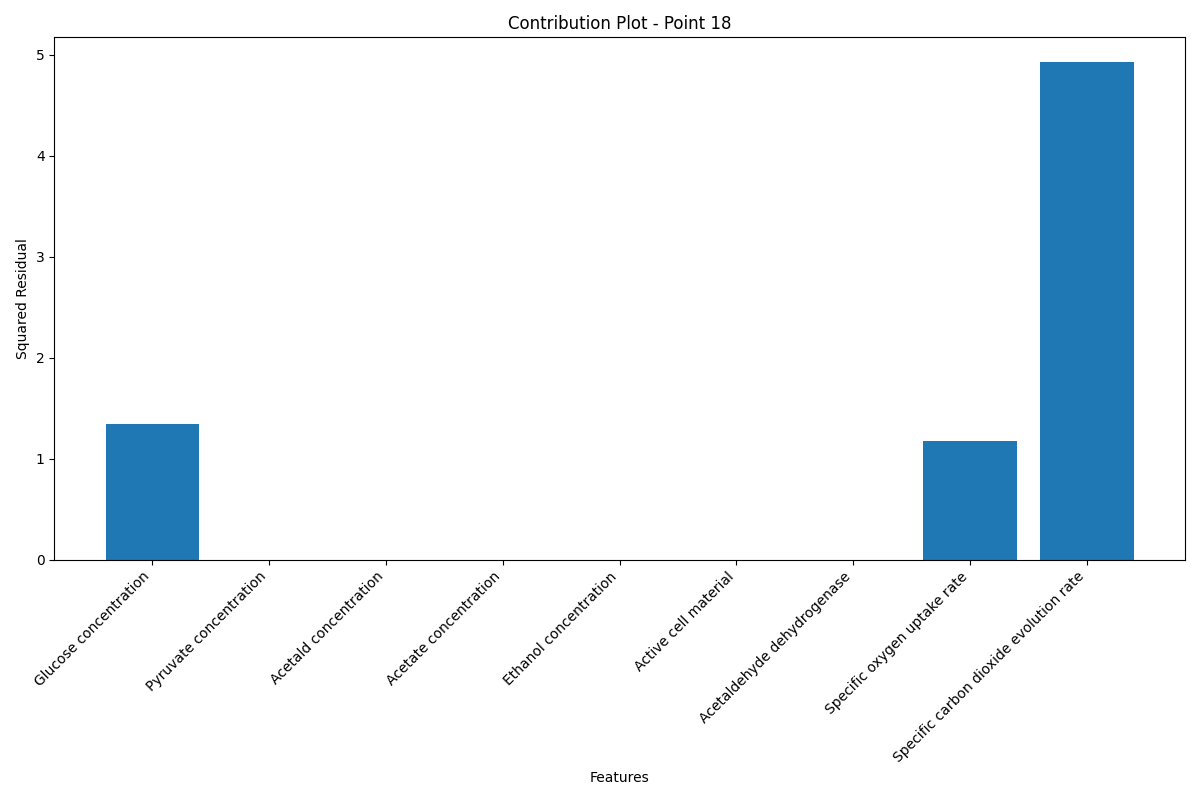 Contribution Plot - Point 18
Squared Residual
5
4
3
2
1
0
Glucose concentration
Pyruvate concentration
Acetald concentration
Acetate concentration
Ethanol concentration
Active cell material
Acetaldehyde dehydrogenase
Specific oxygen uptake rate
Specific carbon dioxide evolution rate
Features